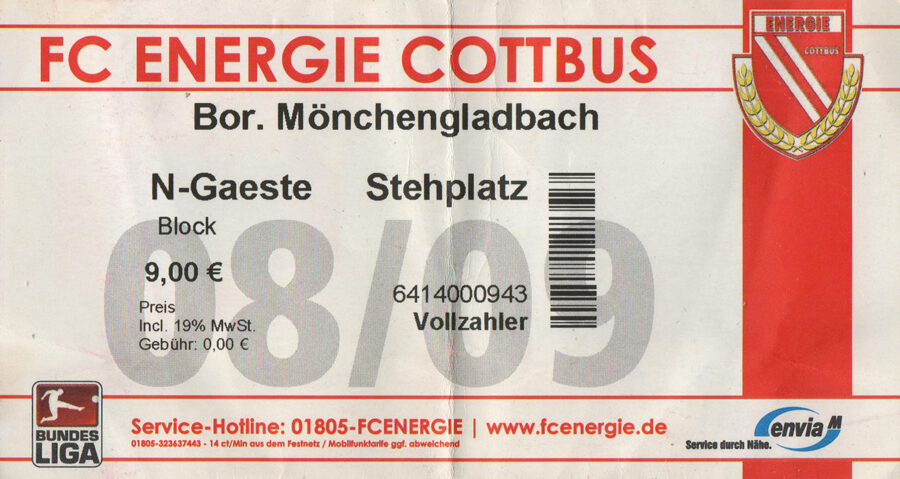 FC ENERGIE COTTBUS
ENERGIE
COTTBUS
Bor. Mönchengladbach
N-Gaeste Stehplatz
Block
08/09
9,00 €
6414000943
Preis
Incl. 19% MwSt.
Vollzahler
Gebühr: 0,00 €
BUNDES
LIGA
Service-Hotline: 01805-FCENERGIE | www.fcenergie.de
01805-323637443 - 14 ct/Min aus dem Festnetz / Mobilfunktarife ggf. abweichend
enviaM
Service durch Nähe.